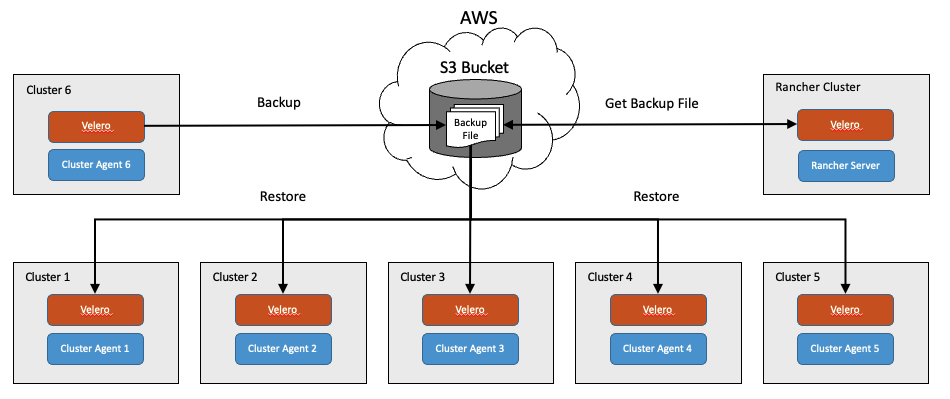 AWS
S3 Bucket
Cluster 6
Velero
Cluster Agent 6
Backup
Backup
File
Get Backup File
Rancher Cluster
Velero
Rancher Server
Restore
Restore
Cluster 1
Velero
Cluster Agent 1
Cluster 2
Velero
Cluster Agent 2
Cluster 3
Velero
Cluster Agent 3
Cluster 4
Velero
Cluster Agent 4
Cluster 5
Velero
Cluster Agent 5